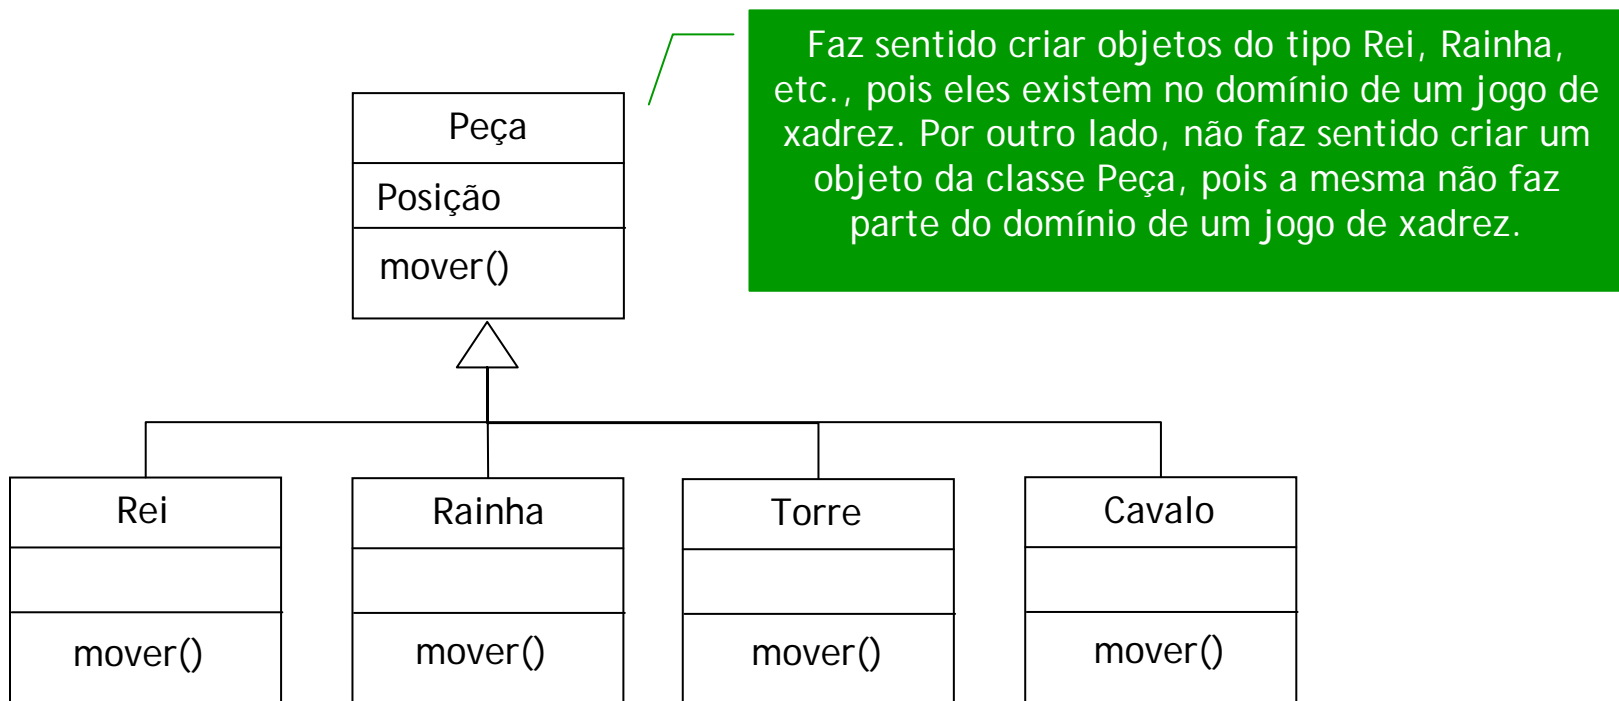 Faz sentido criar objetos do tipo Rei, Rainha,
etc., pois eles existem no domínio de um jogo de
xadrez. Por outro lado, não faz sentido criar um
objeto da classe Peça, pois a mesma não faz
parte do domínio de um jogo de xadrez.
Peça
Posição
mover()
Rei
mover()
Rainha
mover()
Torre
mover()
Cavalo
mover()